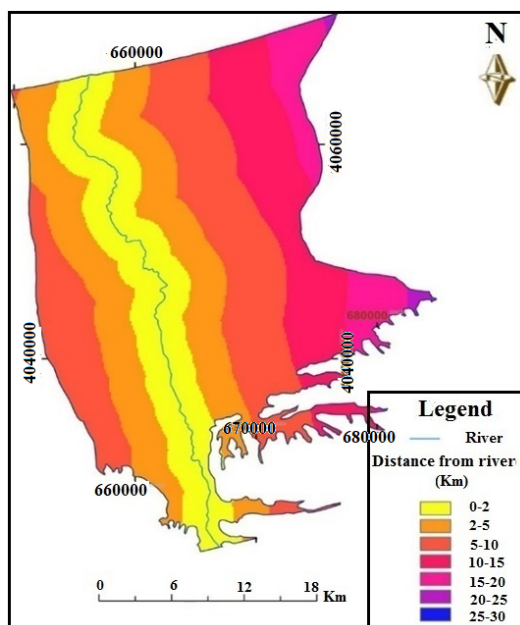 N
660000
4060000
680000
4040000
4040000
670000
680000
660000
0 6 12 18
Km
Legend
River
Distance from river
(Km)
0-2
2-5
5-10
10-15
15-20
20-25
25-30